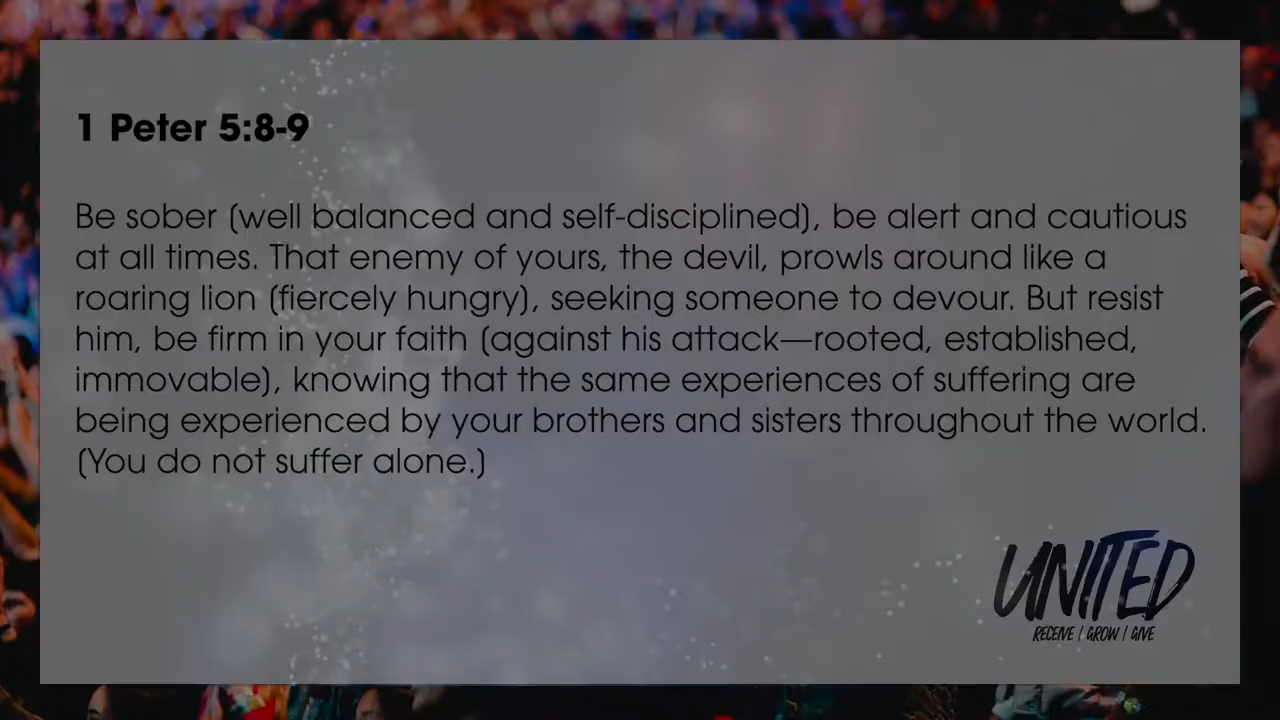 1 Peter 5:8-9
Be sober (well balanced and self-disciplined), be alert and cautious
at all times. That enemy of yours, the devil, prowls around like a
roaring lion (fiercely hungry), seeking someone to devour. But resist
him, be firm in your faith (against his attack—rooted, established,
immovable), knowing that the same experiences of suffering are
being experienced by your brothers and sisters throughout the world.
(You do not suffer alone.)
UNITED
RECEIVE / GROW / GIVE